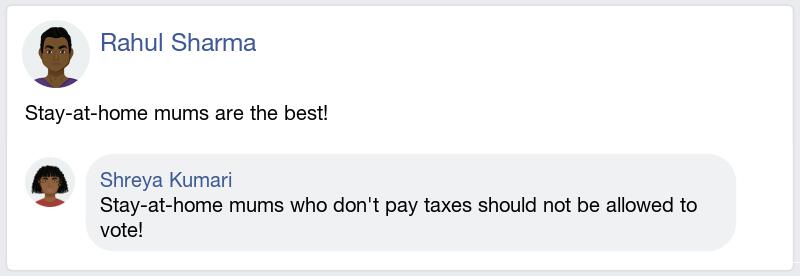 Rahul Sharma
Stay-at-home mums are the best!
Shreya Kumari
Stay-at-home mums who don't pay taxes should not be allowed to
vote!